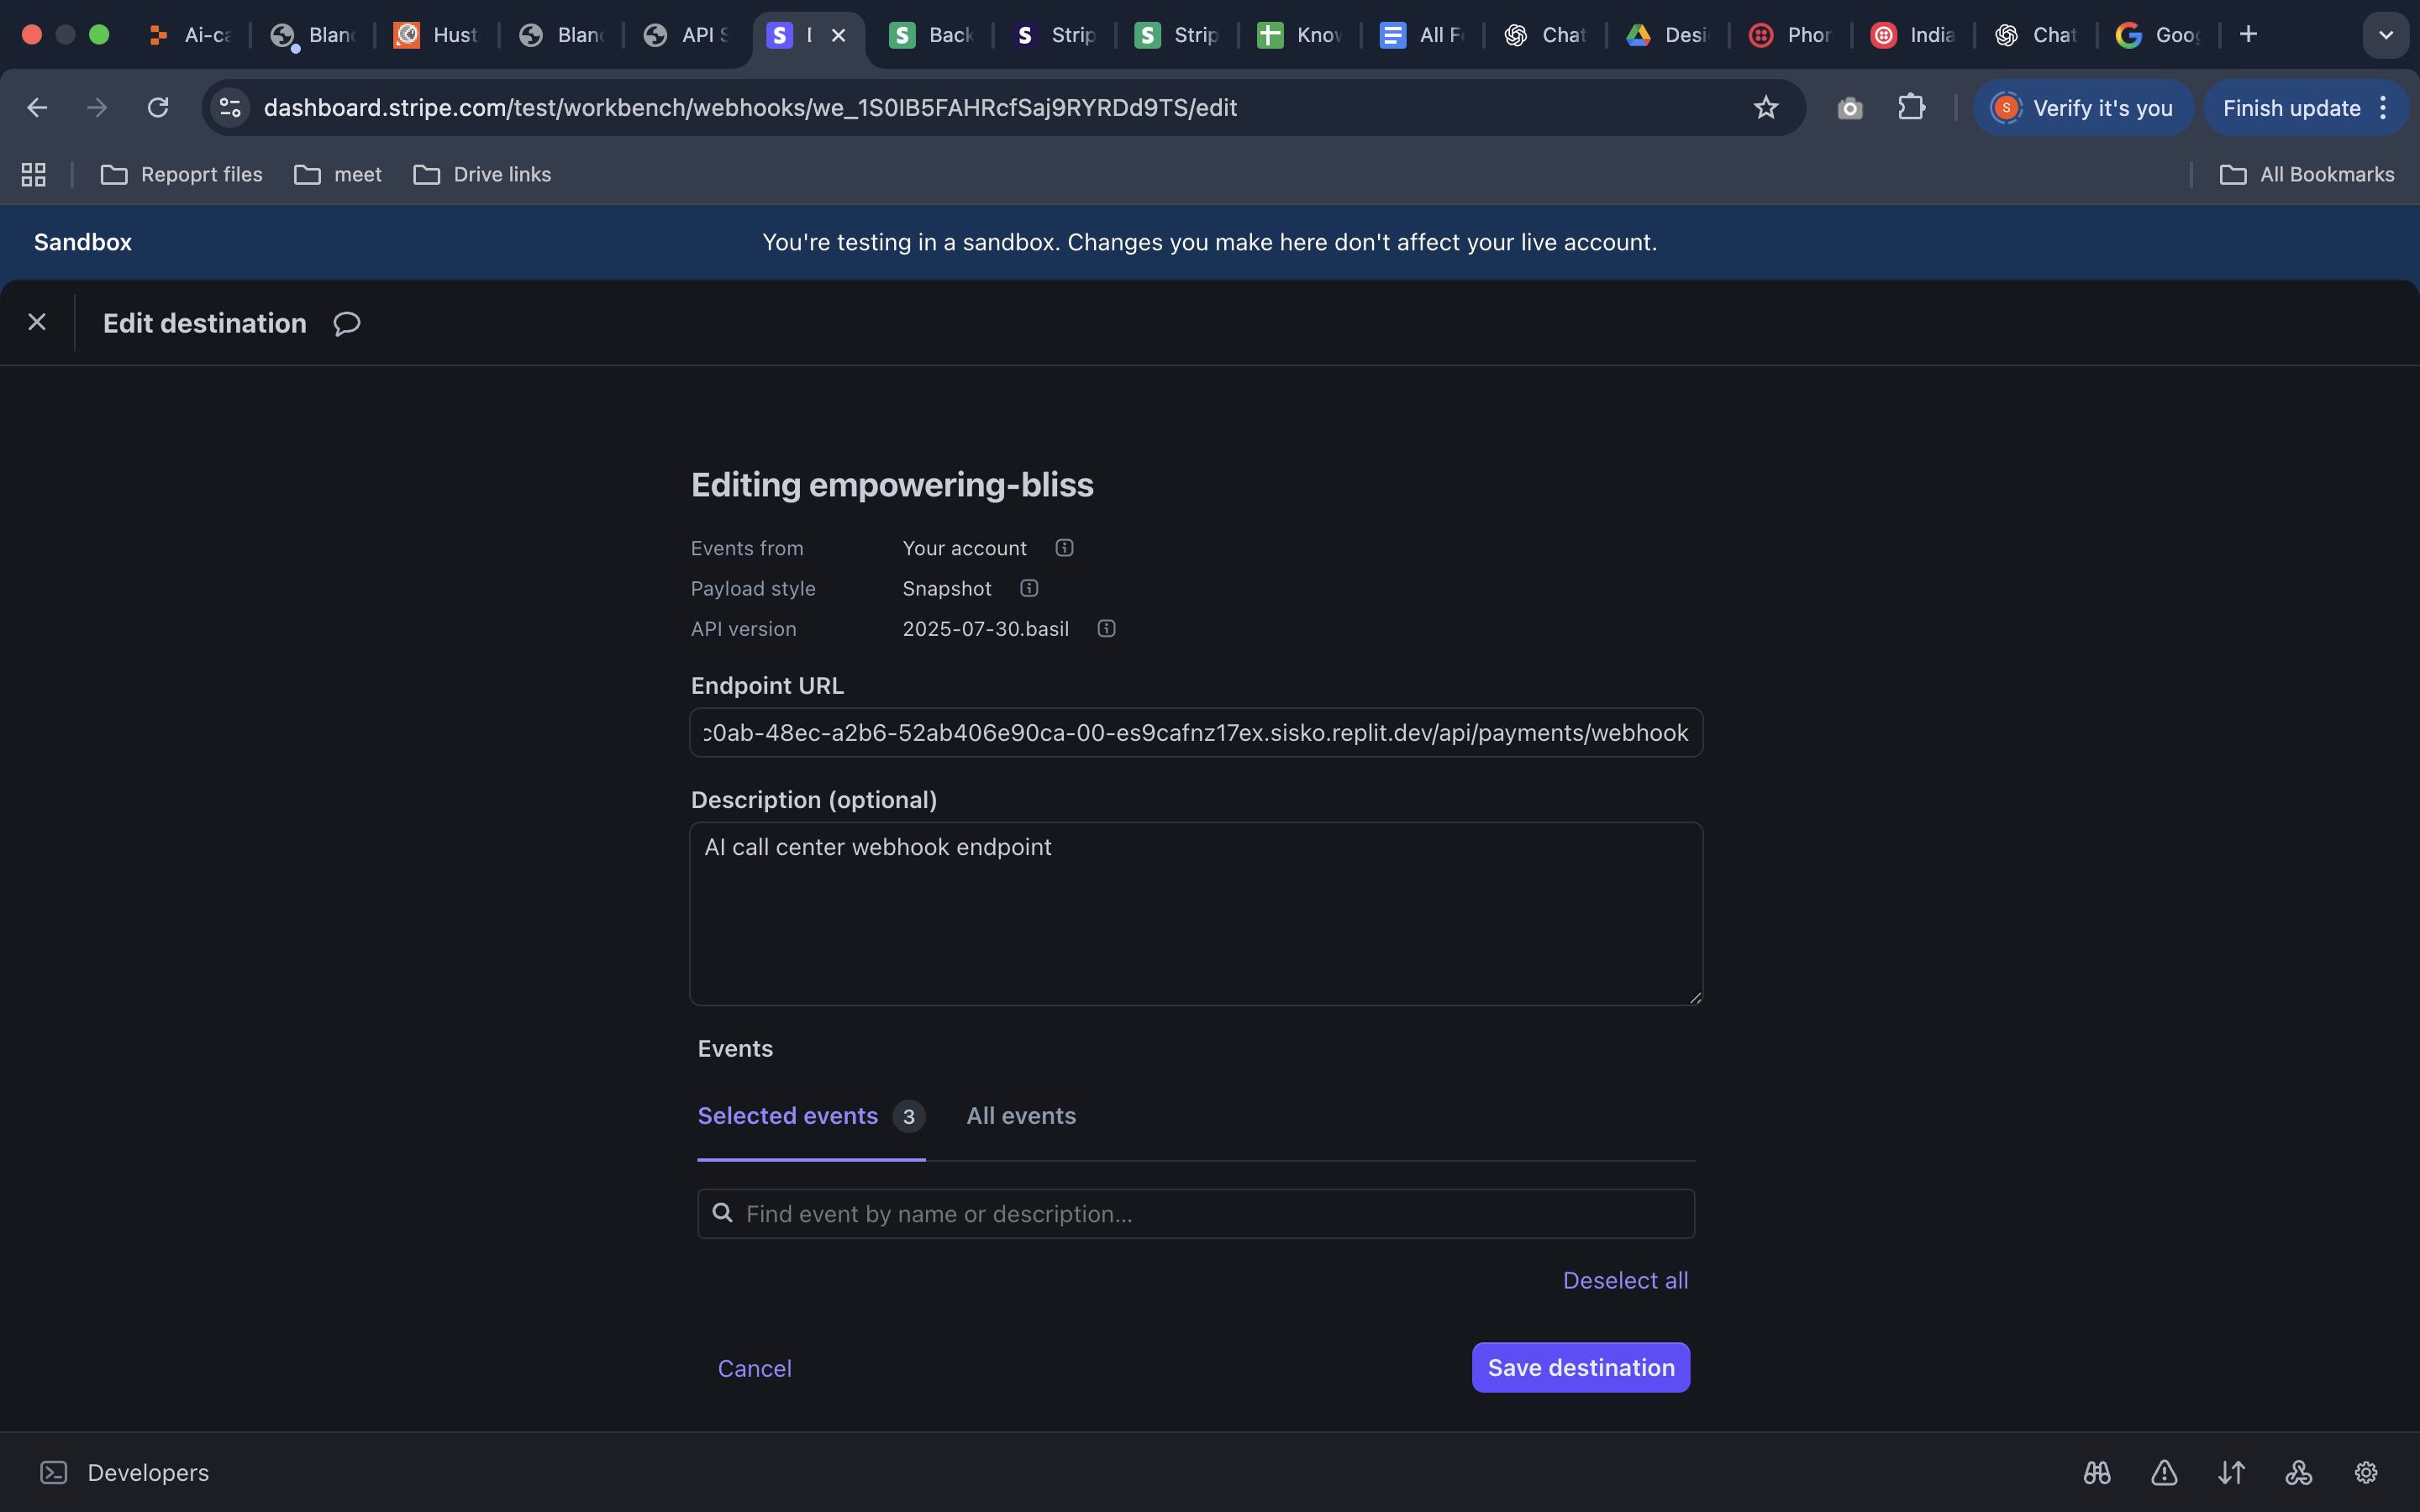 Ai-ca
Blan
Hust
Blan
API S
Back
Strip
Strip
Know
All Fe
Chat
Desi
Phor
India
Chat
Goog
dashboard.stripe.com/test/workbench/webhooks/we_1S0IB5FAHRcfSaj9RYRDd9TS/edit
S Verify it's you
Finish update
Repoprt files
meet
Drive links
All Bookmarks
Sandbox
You're testing in a sandbox. Changes you make here don't affect your live account.
Edit destination
Editing empowering-bliss
Events from Your account
Payload style Snapshot
API version 2025-07-30.basil
Endpoint URL
c0ab-48ec-a2b6-52ab406e90ca-00-es9cafnz17ex.sisko.replit.dev/api/payments/webhook
Description (optional)
AI call center webhook endpoint
Events
Selected events 3 All events
Find event by name or description...
Deselect all
Cancel
Save destination
Developers